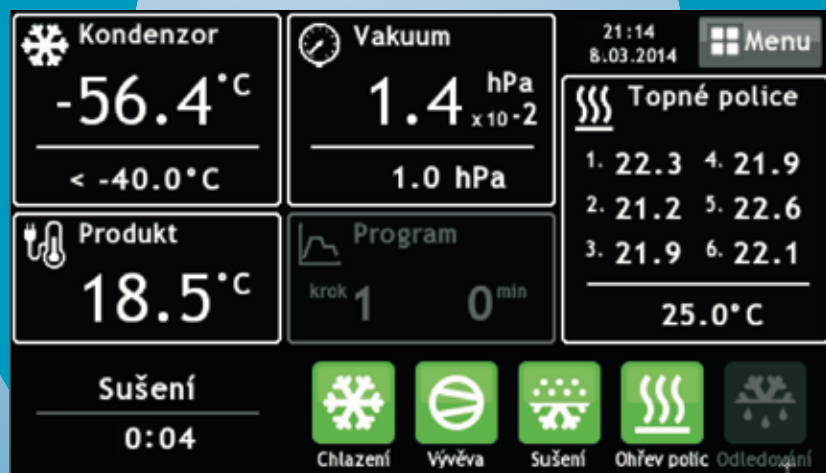 Kondenzor
-56.4°C
< -40.0°C
Vakuum
1.4 hPa
x10-2
1.0 hPa
21:14
8.03.2014
Menu
Topné police
1. 22.3 4. 21.9
2. 21.2 5. 22.6
3. 21.9 6. 22.1
25.0°C
Produkt
18.5°C
Program
krok 1 0 min
Sušení
0:04
Chlazení
Vývěva
Sušení
Ohřev polic
Odledování